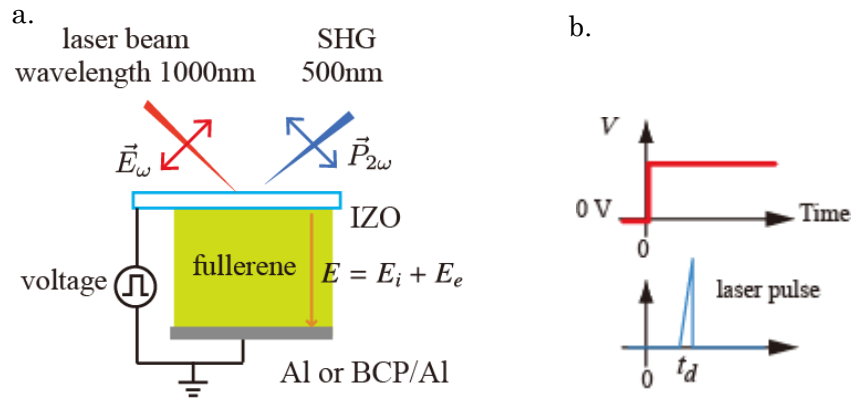 a.
laser beam
wavelength 1000nm
SHG
500nm
E⃗ω
P⃗2ω
IZO
fullerene
E = Ei + Ee
voltage
Al or BCP/Al
b.
V
0 V
Time
0
laser pulse
0
td